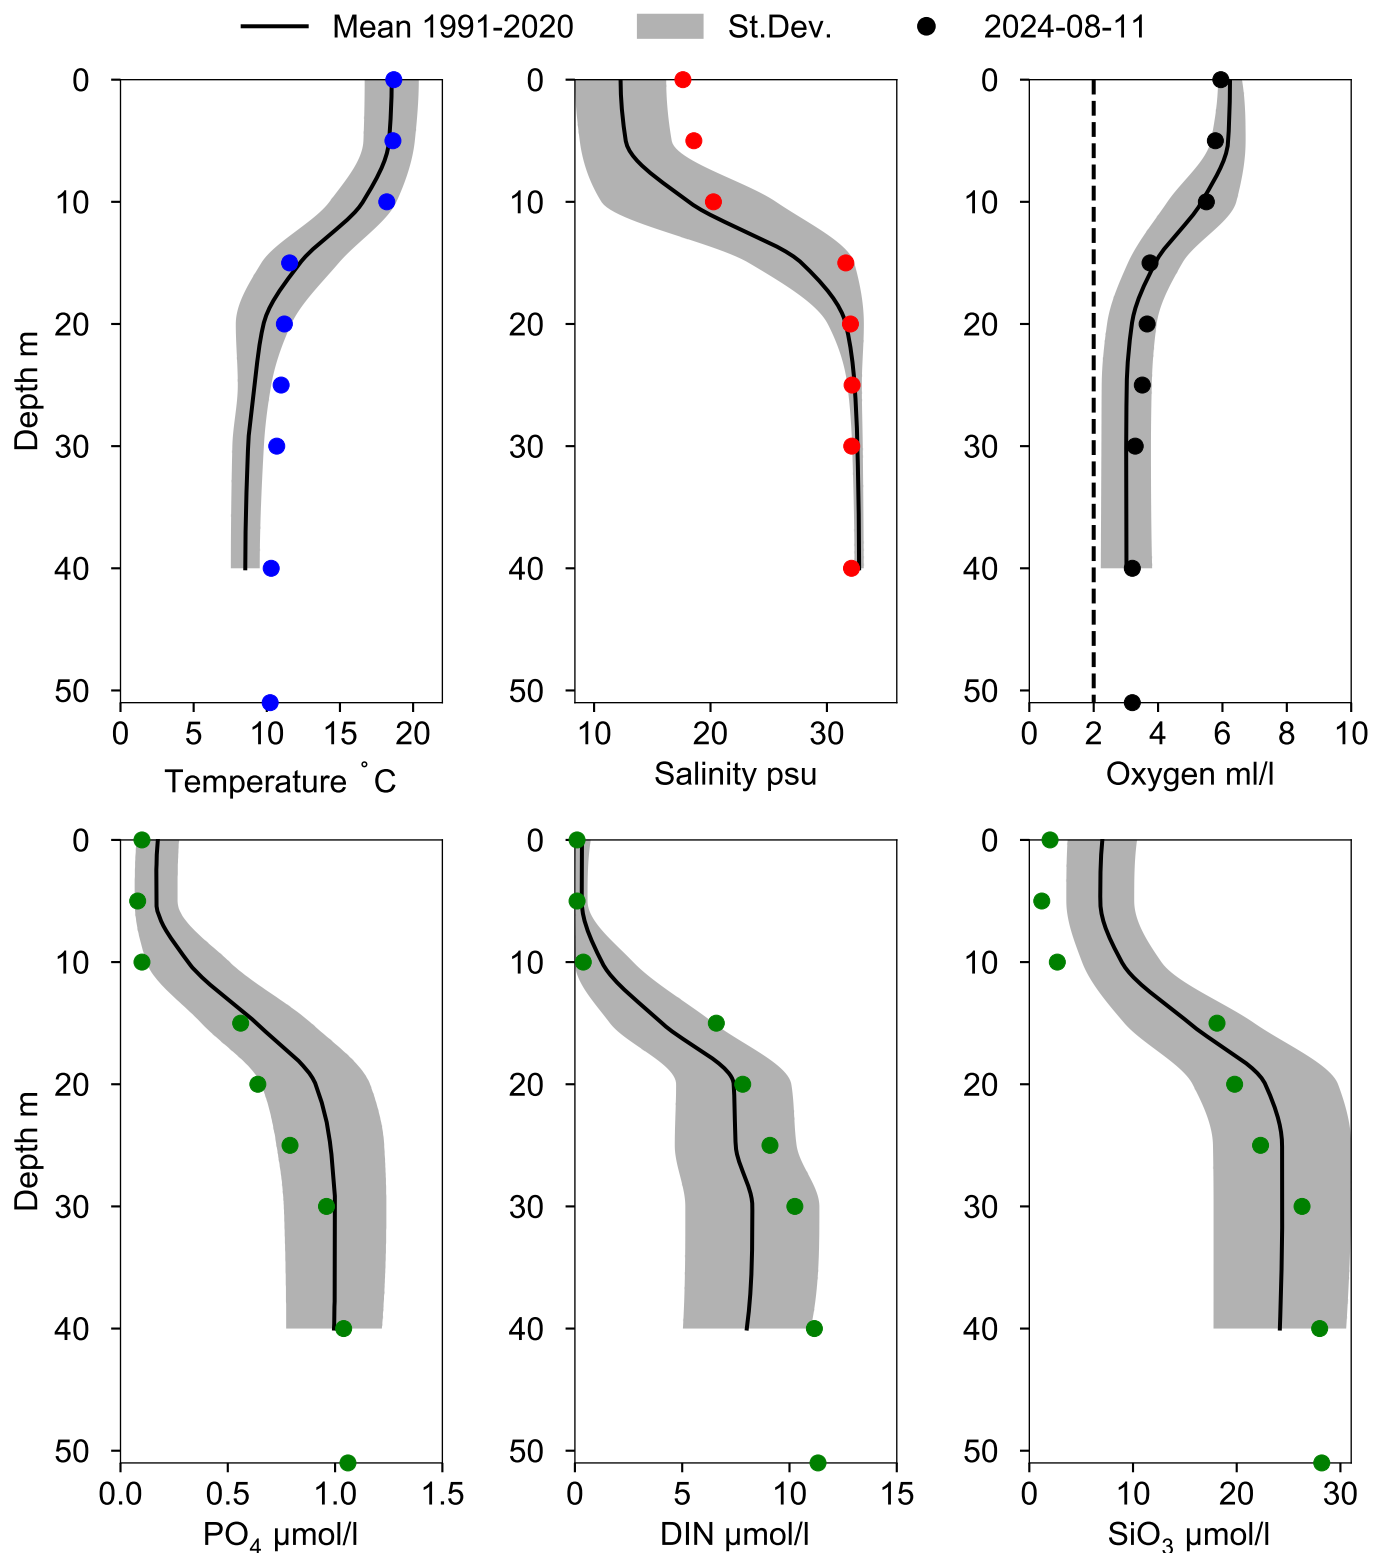 Mean 1991-2020 St.Dev. 2024-08-11
0 0 0
10 10 10
20 20 20
30 30 30
40 40 40
50 50 50
Depth m
0 5 10 15 20 10 20 30 0 2 4 6 8 10
Temperature °C Salinity psu Oxygen ml/l
0 0 0
10 10 10
20 20 20
30 30 30
40 40 40
50 50 50
Depth m
0.0 0.5 1.0 1.5 0 5 10 15 0 10 20 30
PO₄ µmol/l DIN µmol/l SiO₃ µmol/l